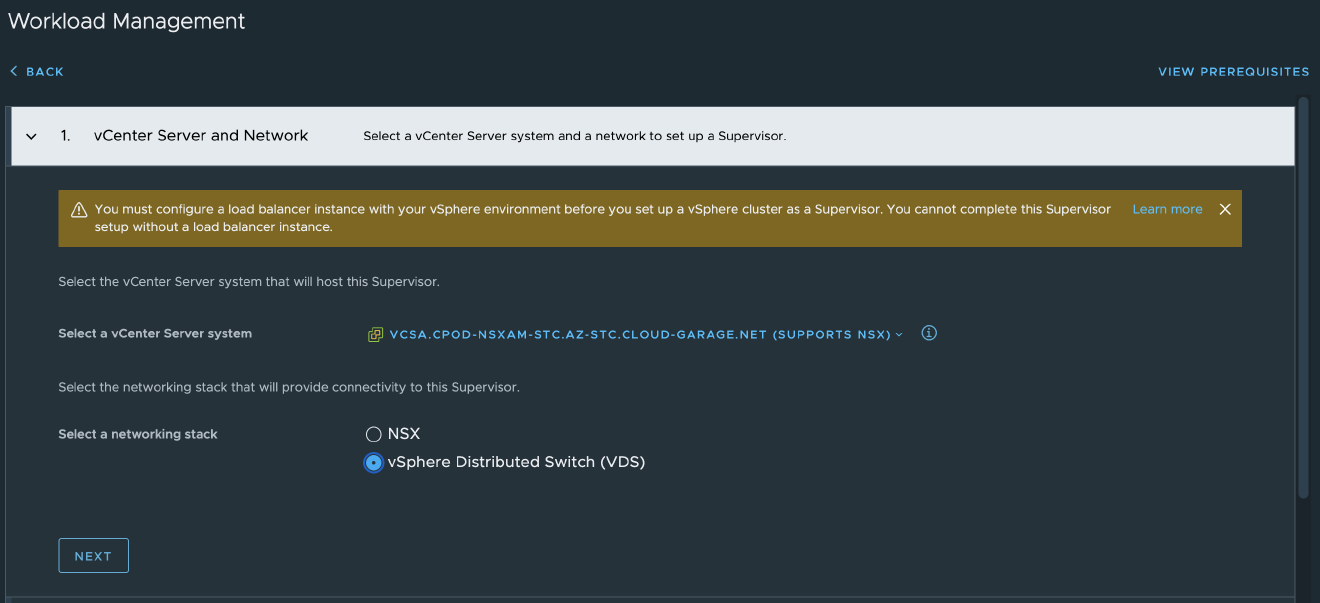 Workload Management
BACK
VIEW PREREQUISITES
1. vCenter Server and Network Select a vCenter Server system and a network to set up a Supervisor.
You must configure a load balancer instance with your vSphere environment before you set up a vSphere cluster as a Supervisor. You cannot complete this Supervisor Learn more
setup without a load balancer instance.
Select the vCenter Server system that will host this Supervisor.
Select a vCenter Server system VCSA.CPOD-NSXAM-STC.AZ-STC.CLOUD-GARAGE.NET (SUPPORTS NSX)
Select the networking stack that will provide connectivity to this Supervisor.
Select a networking stack NSX
vSphere Distributed Switch (VDS)
NEXT